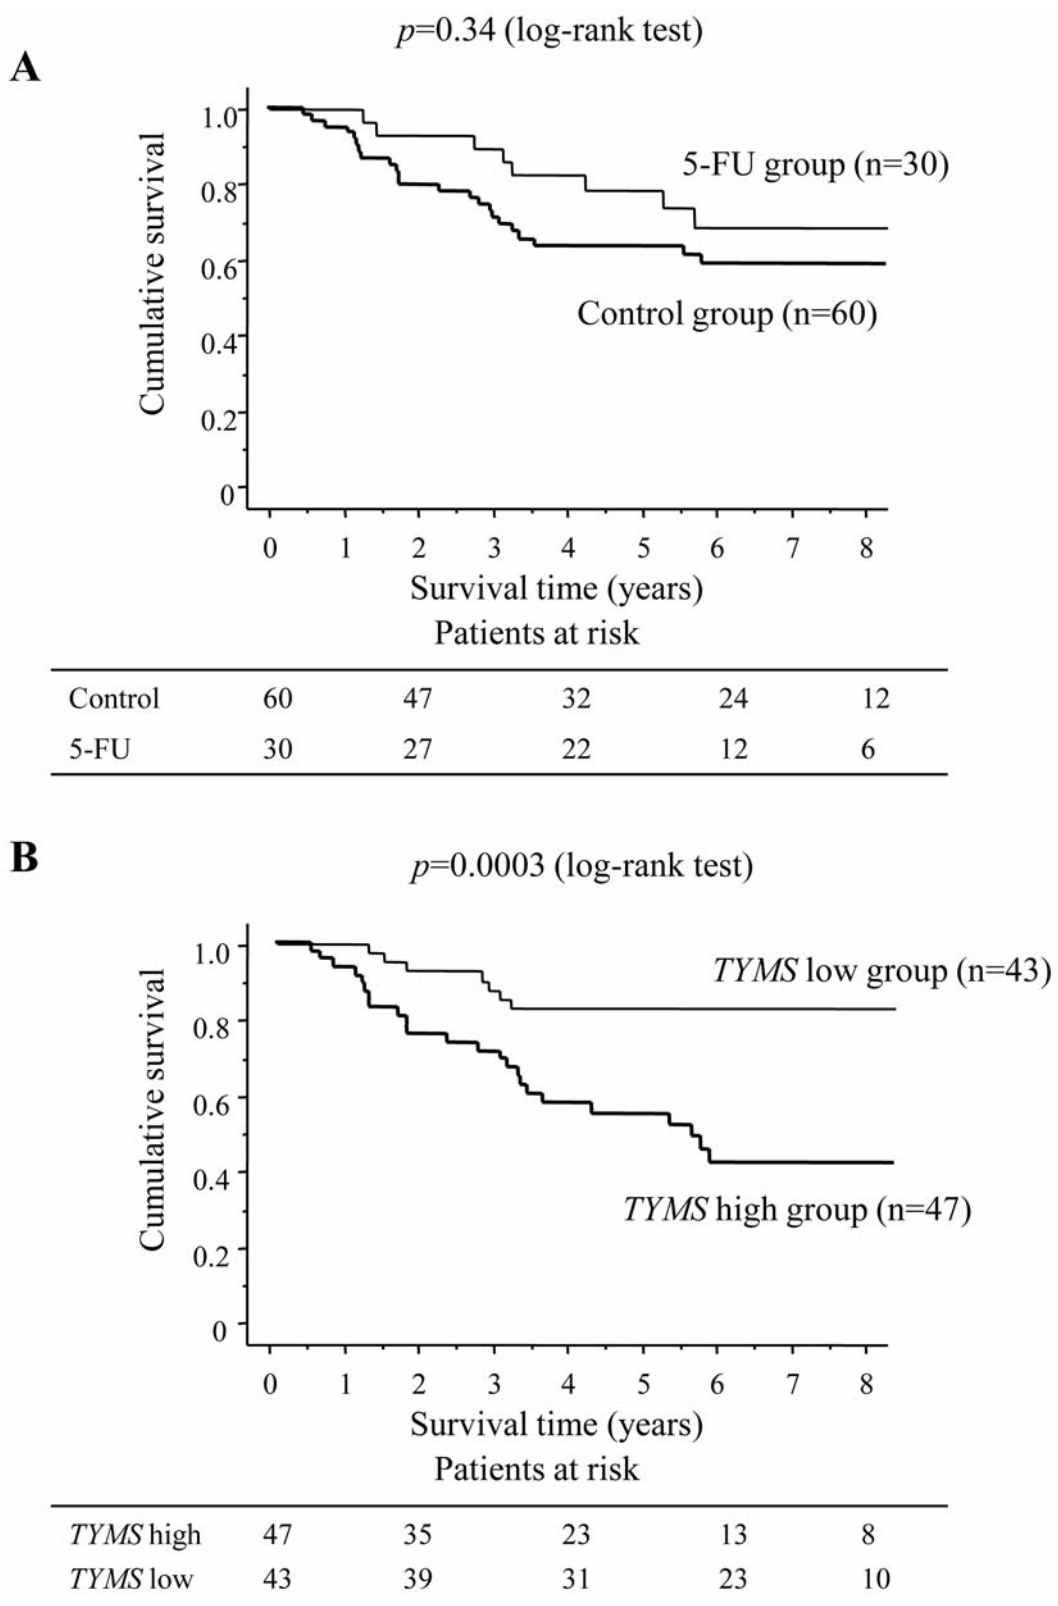 p=0.34 (log-rank test)
A
1.0
0.8
0.6
0.4
0.2
0
Cumulative survival
5-FU group (n=30)
Control group (n=60)
0 1 2 3 4 5 6 7 8
Survival time (years)
Patients at risk
Control 60 47 32 24 12
5-FU 30 27 22 12 6
B
p=0.0003 (log-rank test)
1.0
0.8
0.6
0.4
0.2
0
Cumulative survival
TYMS low group (n=43)
TYMS high group (n=47)
0 1 2 3 4 5 6 7 8
Survival time (years)
Patients at risk
TYMS high 47 35 23 13 8
TYMS low 43 39 31 23 10